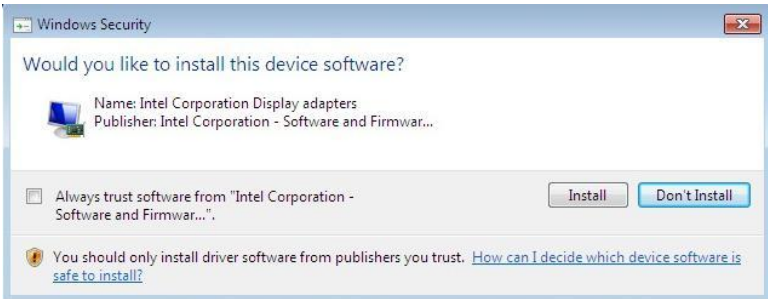 Windows Security
Would you like to install this device software?
Name: Intel Corporation Display adapters
Publisher: Intel Corporation - Software and Firmwar...
Always trust software from "Intel Corporation -
Software and Firmwar...".
Install
Don't Install
You should only install driver software from publishers you trust. How can I decide which device software is
safe to install?